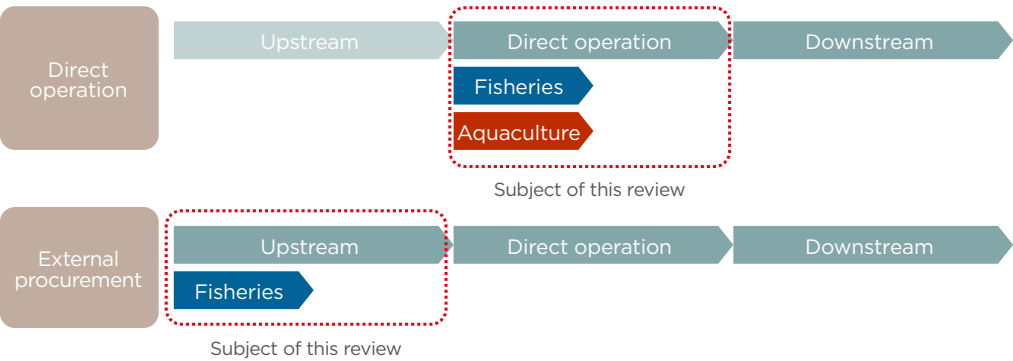 Direct
operation
Upstream
Direct operation
Downstream
Fisheries
Aquaculture
Subject of this review
External
procurement
Upstream
Direct operation
Downstream
Fisheries
Subject of this review